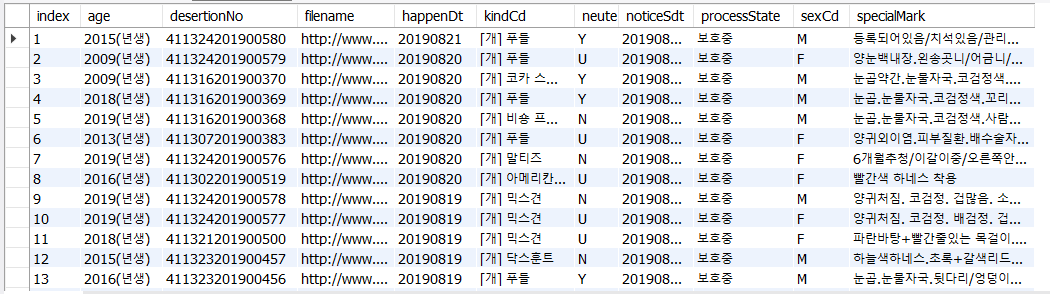 index age desertionNo filename happenDt kindCd neute noticeSdt processState sexCd specialMark
1 2015(년생) 411324201900580 http://www.... 20190821 [개] 푸들 Y 201908... 보호중 M 등록되어있음/치석있음/관리...
2 2009(년생) 411324201900579 http://www.... 20190820 [개] 푸들 U 201908... 보호중 F 양눈백내장.왼송곳니/어금니/...
3 2009(년생) 411316201900370 http://www.... 20190820 [개] 코카 스... Y 201908... 보호중 M 눈곱약간.눈물자국.코검정색....
4 2018(년생) 411316201900369 http://www.... 20190820 [개] 푸들 Y 201908... 보호중 M 눈곱.눈물자국.코검정색.꼬리...
5 2019(년생) 411316201900368 http://www.... 20190820 [개] 비숑 프... N 201908... 보호중 M 눈곱.눈물자국.코검정색.사람...
6 2013(년생) 411307201900383 http://www.... 20190820 [개] 푸들 U 201908... 보호중 F 양귀외이염.피부질환.배수술자...
7 2019(년생) 411324201900576 http://www.... 20190820 [개] 말티즈 N 201908... 보호중 F 6개월추청/이갈이중/오른쪽안...
8 2016(년생) 411302201900519 http://www.... 20190820 [개] 아메리칸... U 201908... 보호중 F 빨간색 하네스 착용
9 2019(년생) 411324201900578 http://www.... 20190819 [개] 믹스견 N 201908... 보호중 M 양귀저짐. 코검정. 겁많음. 소...
10 2019(년생) 411324201900577 http://www.... 20190819 [개] 믹스견 U 201908... 보호중 F 양귀저짐. 코검정. 배검정. 겁...
11 2018(년생) 411321201900500 http://www.... 20190819 [개] 믹스견 U 201908... 보호중 F 파란바탕+빨간줄있는 목걸이...
12 2015(년생) 411323201900457 http://www.... 20190819 [개] 닥스훈트 N 201908... 보호중 M 하늘색하네스.초록+갈색리드...
13 2016(년생) 411323201900456 http://www.... 20190819 [개] 푸들 Y 201908... 보호중 M 눈곱.눈물자국.뒷다리/엉덩이...